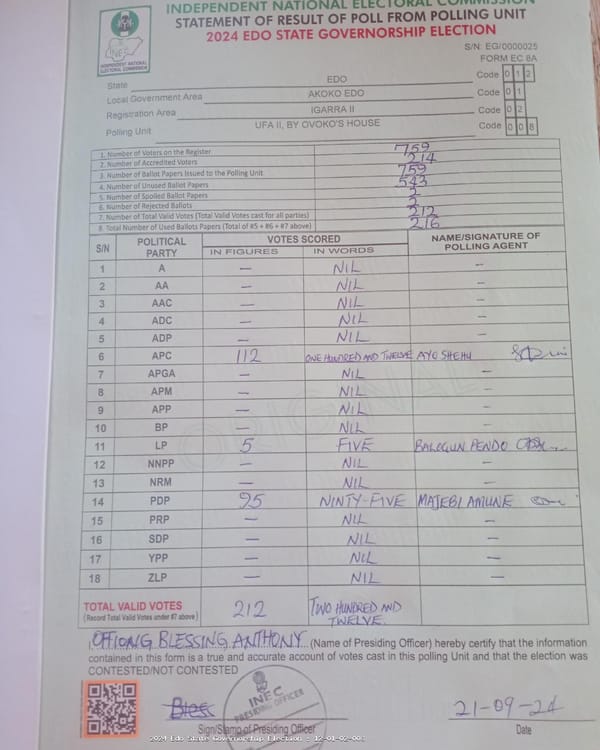 INDEPENDENT NATIONAL ELECTORAL COMMISSION
STATEMENT OF RESULT OF POLL FROM POLLING UNIT
2024 EDO STATE GOVERNORSHIP ELECTION
INEC
INDEPENDENT NATIONAL ELECTORAL COMMISSION
S/N: EG/0000025
FORM EC 8A
State EDO Code 0 1 2
Local Government Area AKOKO EDO Code 0 1
Registration Area IGARRA II Code 0 2
Polling Unit UFA II, BY OVOKO'S HOUSE Code 0 0 8
1. Number of Voters on the Register 759
2. Number of Accredited Voters 214
3. Number of Ballot Papers Issued to the Polling Unit 759
4. Number of Unused Ballot Papers 543
5. Number of Spoiled Ballot Papers 2
6. Number of Rejected Ballots 2
7. Number of Total Valid Votes (Total Valid Votes cast for all parties) 212
8. Total Number of Used Ballots Papers (Total of #5 + #6 + #7 above) 216
S/N POLITICAL PARTY VOTES SCORED NAME/SIGNATURE OF POLLING AGENT
IN FIGURES IN WORDS
1 A — NIL —
2 AA — NIL —
3 AAC — NIL —
4 ADC — NIL —
5 ADP — NIL —
6 APC 112 ONE HUNDRED AND TWELVE AYO SHEHU
7 APGA — NIL —
8 APM — NIL —
9 APP — NIL —
10 BP — NIL —
11 LP 5 FIVE BALOGUN PENDO
12 NNPP — NIL —
13 NRM — NIL —
14 PDP 95 NINTY-FIVE MAJEBI AMUNE
15 PRP — NIL —
16 SDP — NIL —
17 YPP — NIL —
18 ZLP — NIL —
ORIGINAL
TOTAL VALID VOTES 212 TWO HUNDRED AND TWELVE
(Record Total Valid Votes under #7 above)
I, OFFIONG BLESSING ANTHONY (Name of Presiding Officer) hereby certify that the information
contained in this form is a true and accurate account of votes cast in this polling Unit and that the election was
CONTESTED/NOT CONTESTED
Bless
INEC
PRESIDING OFFICER
21-09-24
Sign/Stamp of Presiding Officer Date
2024 Edo State Governorship Election - 12-01-02-008